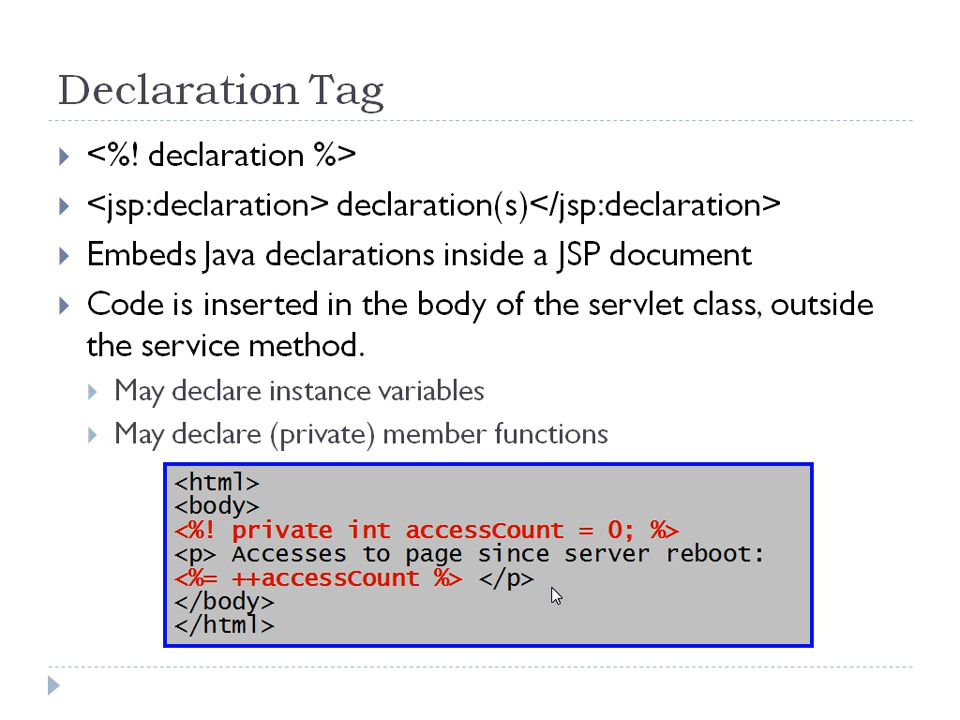 Declaration Tag
<%! declaration %>
<jsp:declaration> declaration(s)</jsp:declaration>
Embeds Java declarations inside a JSP document
Code is inserted in the body of the servlet class, outside
the service method.
May declare instance variables
May declare (private) member functions
<html>
<body>
<%! private int accessCount = 0; %>
<p> Accesses to page since server reboot:
<%= ++accessCount %> </p>
</body>
</html>